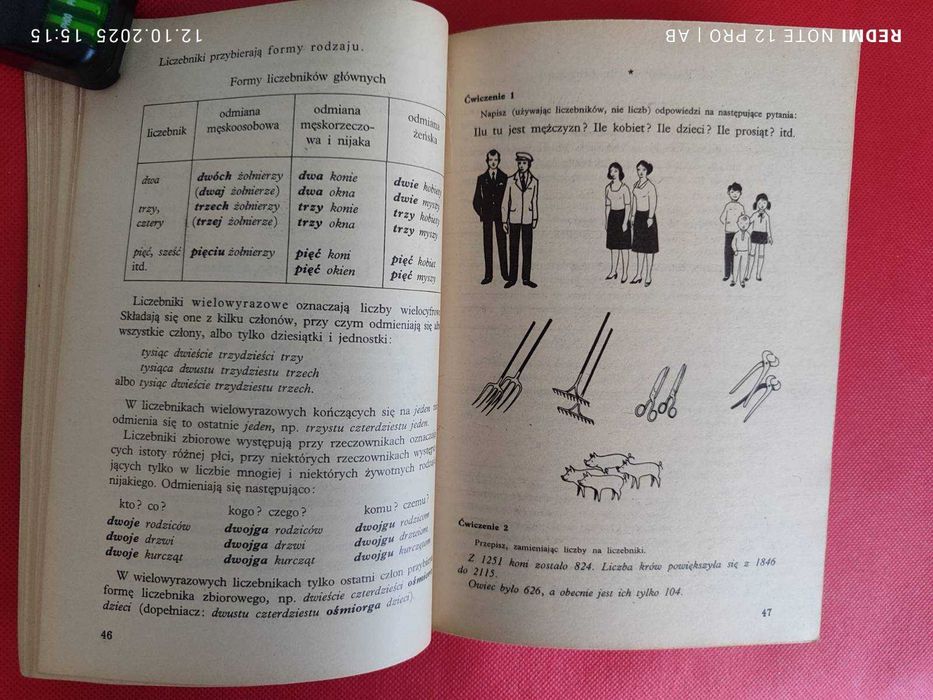 15:15 12.10.2025
REDMI NOTE 12 PRO | AB
Liczebniki przybierają formy rodzaju.
Formy liczebników głównych
liczebnik
odmiana
męskoosobowa
odmiana
męskorzeczo-
wa i nijaka
odmiana
żeńska
dwa
dwóch żołnierzy
(dwaj żołnierze)
dwa konie
dwa okna
dwie kobiety
dwie myszy
trzy,
cztery
trzech żołnierzy
(trzej żołnierze)
trzy konie
trzy okna
trzy kobiety
trzy myszy
pięć, sześć
itd.
pięciu żołnierzy
pięć koni
pięć okien
pięć kobiet
pięć myszy
Liczebniki wielowyrazowe oznaczają liczby wielocyfrowe
Składają się one z kilku członów, przy czym odmieniają się albo
wszystkie człony, albo tylko dziesiątki i jednostki:
tysiąc dwieście trzydzieści trzy
tysiąca dwustu trzydziestu trzech
albo tysiąc dwieście trzydziestu trzech.
W liczebnikach wielowyrazowych kończących się na jeden
odmienia się to ostatnie jeden, np. trzystu czterdziestu jeden.
Liczebniki zbiorowe występują przy rzeczownikach oznacza-
cych istoty różnej płci, przy niektórych rzeczownikach występu-
jących tylko w liczbie mnogiej i niektórych żywotnych rodzaju
nijakiego. Odmieniają się następująco:
kto? co?
kogo? czego?
komu? czemu?
dwoje rodziców
dwojga rodziców
dwojgu rodzicom
dwoje drzwi
dwojga drzwi
dwojgu drzwiom
dwoje kurcząt
dwojga kurcząt
dwojgu kurczętom
W wielowyrazowych liczebnikach tylko ostatni człon przybiera
formę liczebnika zbiorowego, np. dwieście czterdzieści ośmioro
dzieci (dopełniacz: dwustu czterdziestu ośmiorga dzieci).
46
*
Ćwiczenie 1
Napisz (używając liczebników, nie liczb) odpowiedzi na następujące pytania:
Ilu tu jest mężczyzn? Ile kobiet? Ile dzieci? Ile prosiąt? itd.
Ćwiczenie 2
Przepisz, zamieniając liczby na liczebniki.
Z 1251 koni zostało 824. Liczba krów powiększyła się z 1846
do 2115.
Owiec było 626, a obecnie jest ich tylko 104.
47